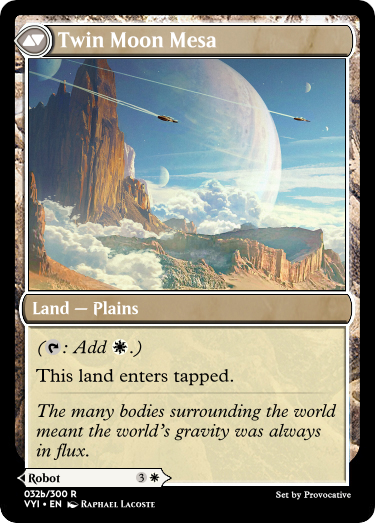 Twin Moon Mesa
Land — Plains
(: Add .)
This land enters tapped.
The many bodies surrounding the world
meant the world's gravity was always
in flux.
Robot 3
032b/300 R
VYI • EN Raphael Lacoste
Set by Provocative